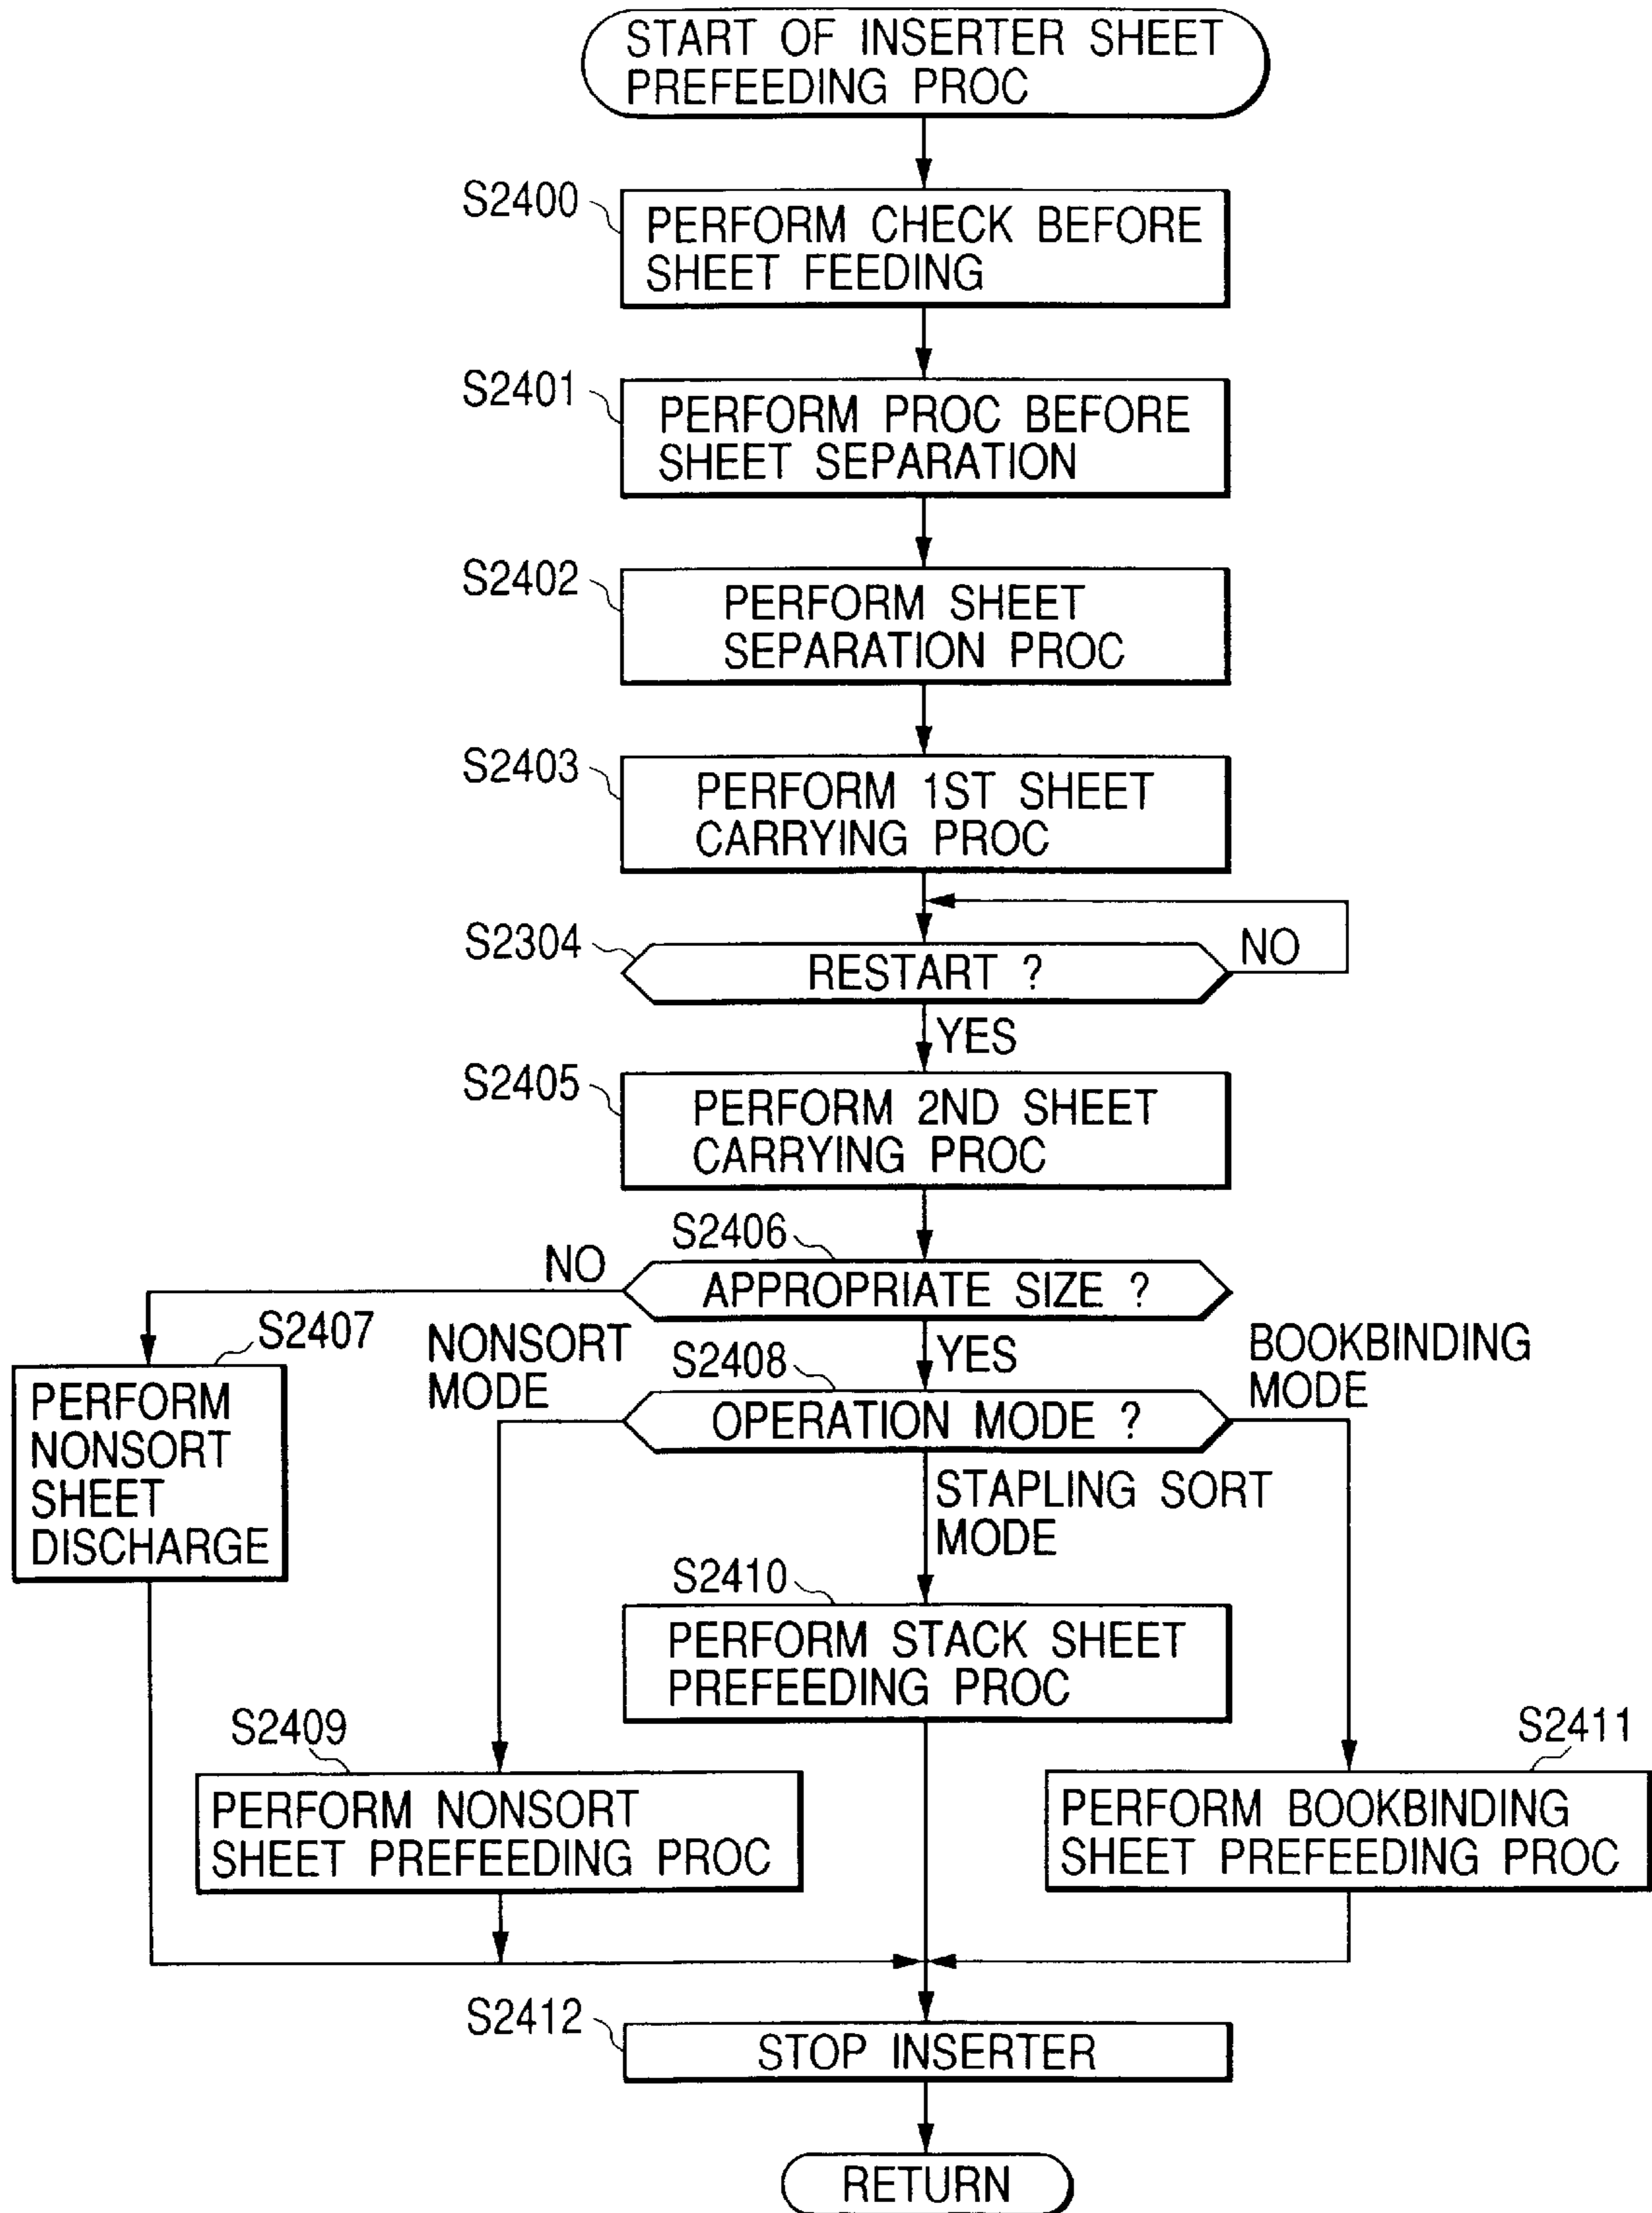 START OF INSERTER SHEET
PREFEEDING PROC
S2400
PERFORM CHECK BEFORE
SHEET FEEDING
S2401
PERFORM PROC BEFORE
SHEET SEPARATION
S2402
PERFORM SHEET
SEPARATION PROC
S2403
PERFORM 1ST SHEET
CARRYING PROC
S2304
RESTART ?
NO
YES
S2405
PERFORM 2ND SHEET
CARRYING PROC
S2406
APPROPRIATE SIZE ?
NO
YES
S2407
PERFORM
NONSORT
SHEET
DISCHARGE
S2408
OPERATION MODE ?
NONSORT
MODE
STAPLING SORT
MODE
BOOKBINDING
MODE
S2410
PERFORM STACK SHEET
PREFEEDING PROC
S2409
PERFORM NONSORT
SHEET PREFEEDING PROC
S2411
PERFORM BOOKBINDING
SHEET PREFEEDING PROC
S2412
STOP INSERTER
RETURN